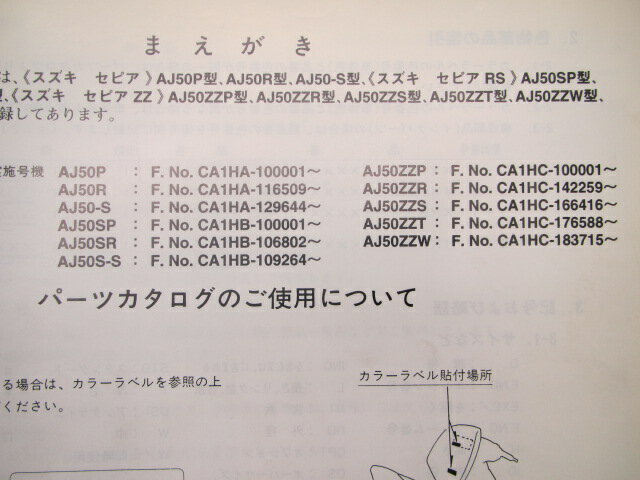 まえがき
は、《スズキ セピア》AJ50P型、AJ50R型、AJ50-S型、《スズキ セピアRS》AJ50SP型、
型、《スズキ セピアZZ》AJ50ZZP型、AJ50ZZR型、AJ50ZZS型、AJ50ZZT型、AJ50ZZW型、
録してあります。
実施号機 AJ50P : F. No. CA1HA-100001〜 AJ50ZZP : F. No. CA1HC-100001〜
AJ50R : F. No. CA1HA-116509〜 AJ50ZZR : F. No. CA1HC-142259〜
AJ50-S : F. No. CA1HA-129644〜 AJ50ZZS : F. No. CA1HC-166416〜
AJ50SP : F. No. CA1HB-100001〜 AJ50ZZT : F. No. CA1HC-176588〜
AJ50SR : F. No. CA1HB-106802〜 AJ50ZZW : F. No. CA1HC-183715〜
AJ50S-S : F. No. CA1HB-109264〜
パーツカタログのご使用について
る場合は、カラーラベルを参照の上
ください。
カラーラベル貼付場所